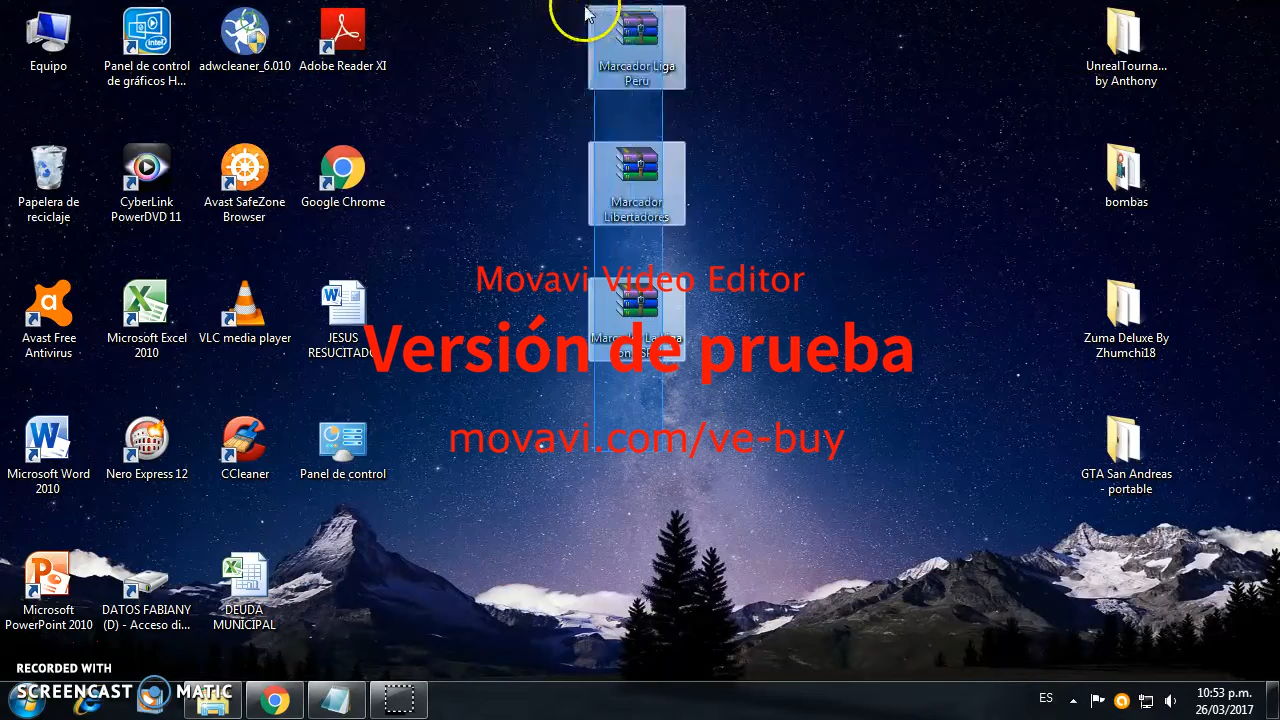 Equipo
Panel de control
de gráficos H...
adwcleaner_6.010
Adobe Reader XI
Marcador Liga
Peru
UnrealTourna...
by Anthony
Papelera de
reciclaje
CyberLink
PowerDVD 11
Avast SafeZone
Browser
Google Chrome
Marcador
Libertadores
bombas
Movavi Video Editor
Avast Free
Antivirus
Microsoft Excel
2010
VLC media player
JESUS
RESUCITADO
Versión de prueba
Zuma Deluxe By
Zhumchi18
movavi.com/ve-buy
Microsoft Word
2010
Nero Express 12
CCleaner
Panel de control
GTA San Andreas
- portable
Microsoft
PowerPoint 2010
DATOS FABIANY
(D) - Acceso di...
DEUDA
MUNICIPAL
RECORDED WITH
SCREENCAST MATIC
ES
10:53 p.m.
26/03/2017